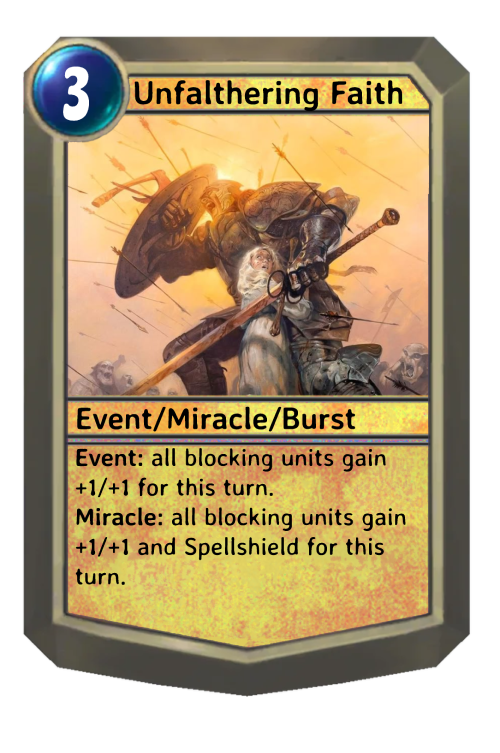 3
Unfalthering Faith
Event/Miracle/Burst
Event: all blocking units gain
+1/+1 for this turn.
Miracle: all blocking units gain
+1/+1 and Spellshield for this
turn.